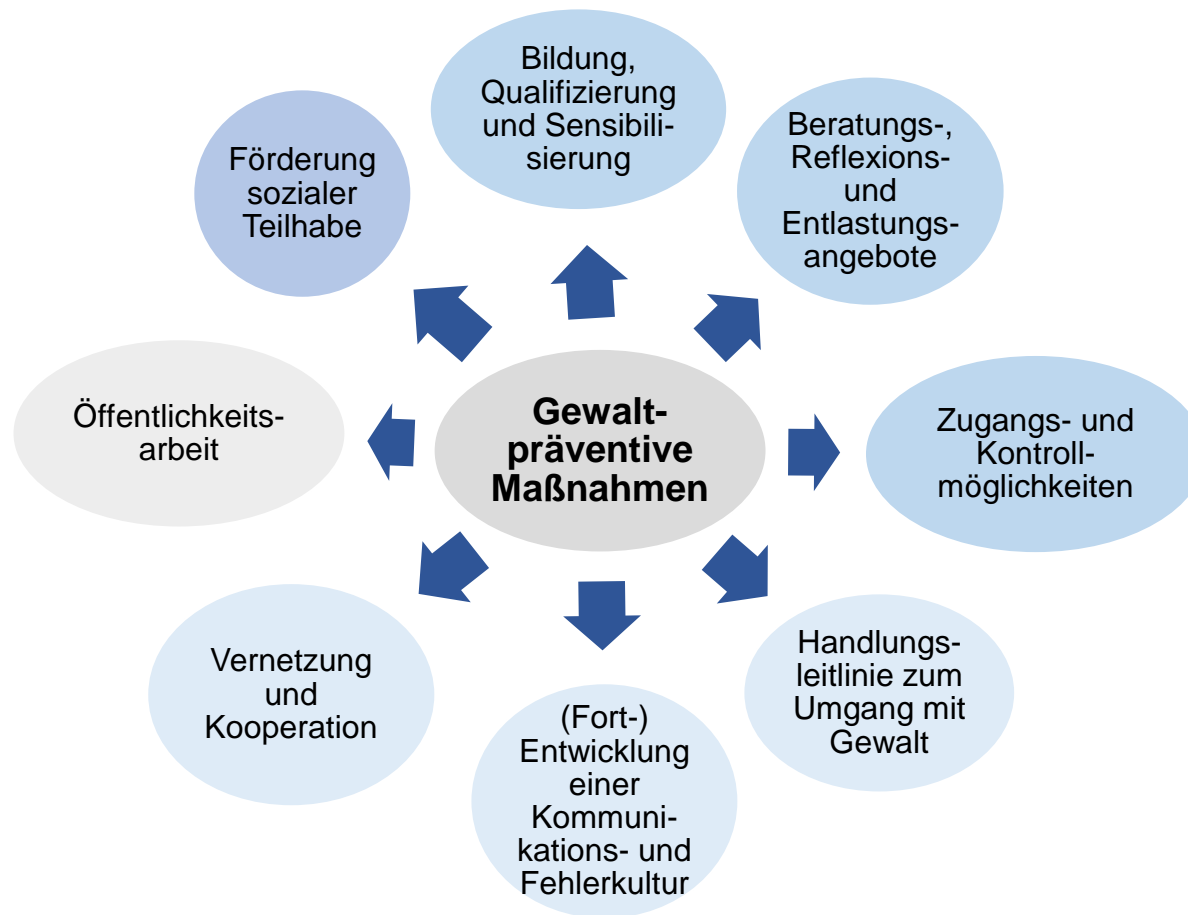 Bildung,
Qualifizierung
und Sensibili-
sierung
Beratungs-,
Reflexions-
und
Entlastungs-
angebote
Zugangs- und
Kontroll-
möglichkeiten
Handlungs-
leitlinie zum
Umgang mit
Gewalt
(Fort-)
Entwicklung
einer
Kommuni-
kations- und
Fehlerkultur
Vernetzung
und
Kooperation
Öffentlichkeits-
arbeit
Förderung
sozialer
Teilhabe
Gewalt-
präventive
Maßnahmen